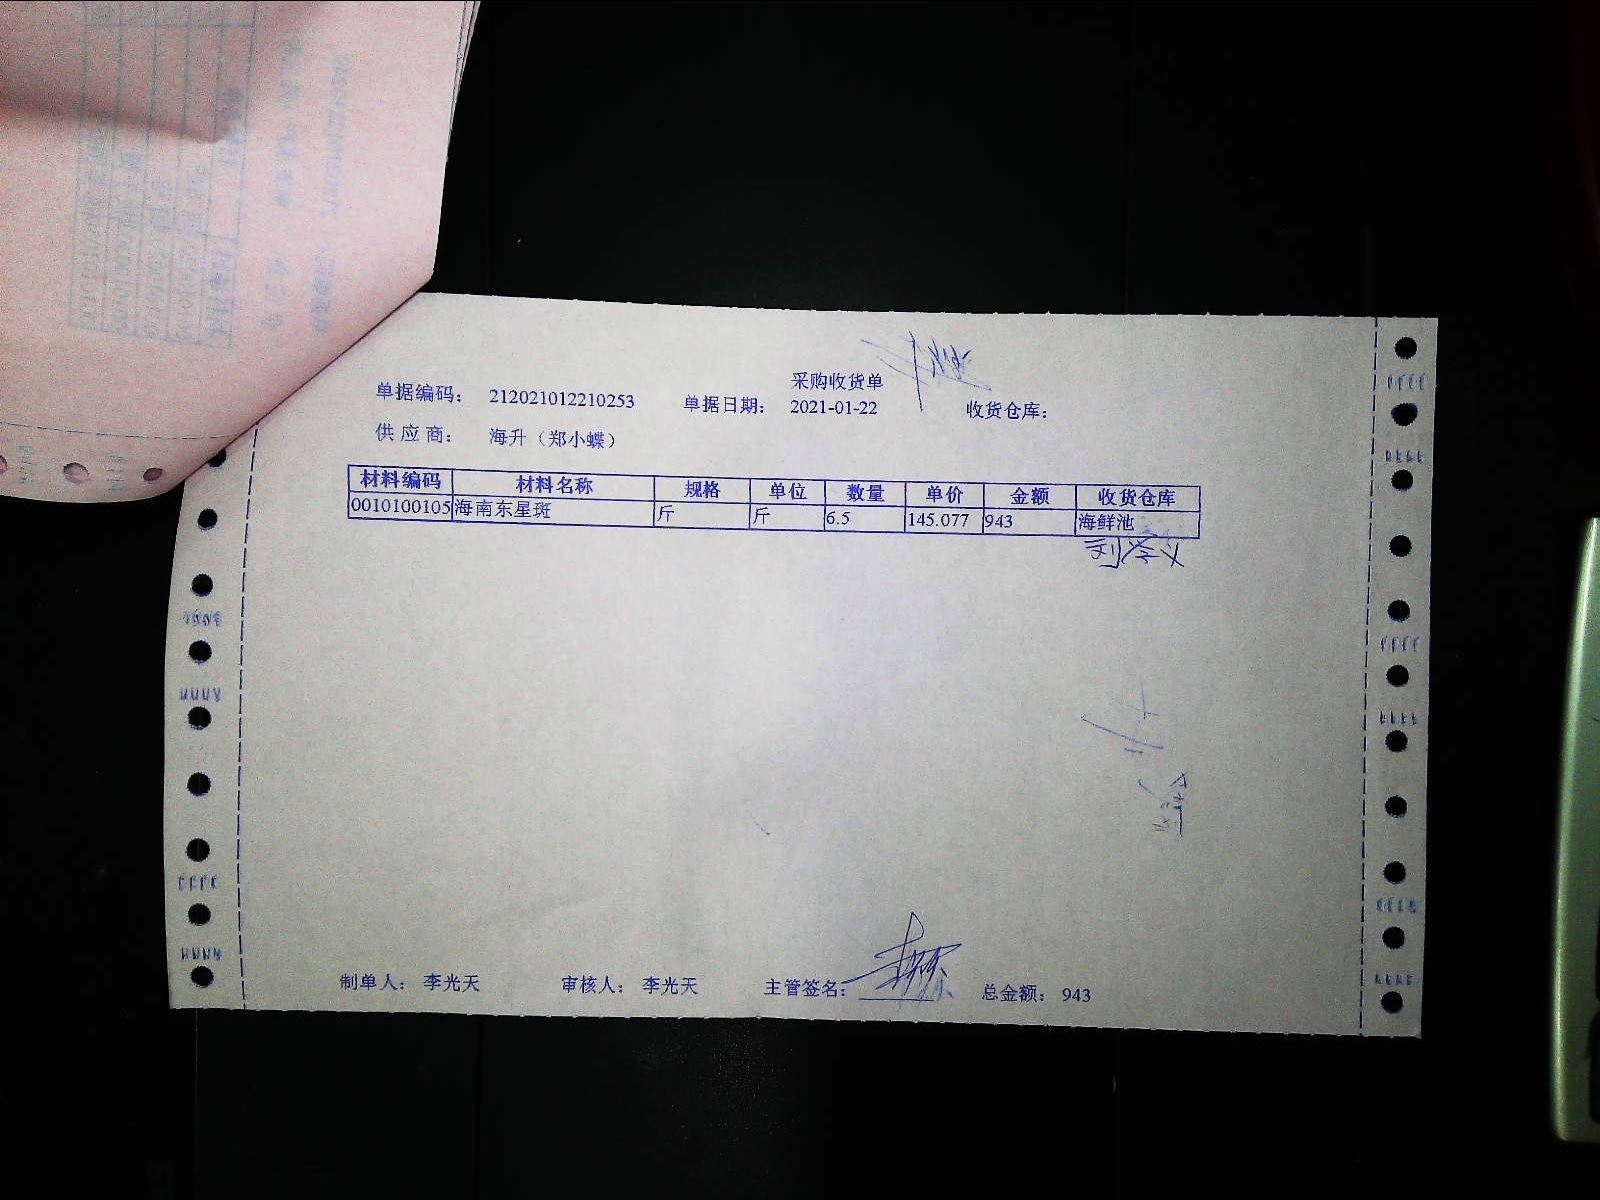 采购收货单
单据编码： 212021012210253 单据日期： 2021-01-22 收货仓库：
供 应 商： 海升（郑小蝶）
材料编码 材料名称 规格 单位 数量 单价 金额 收货仓库
0010100105 海南东星斑 斤 斤 6.5 145.077 943 海鲜池
刘学义
制单人： 李光天 审核人： 李光天 主管签名： 总金额： 943